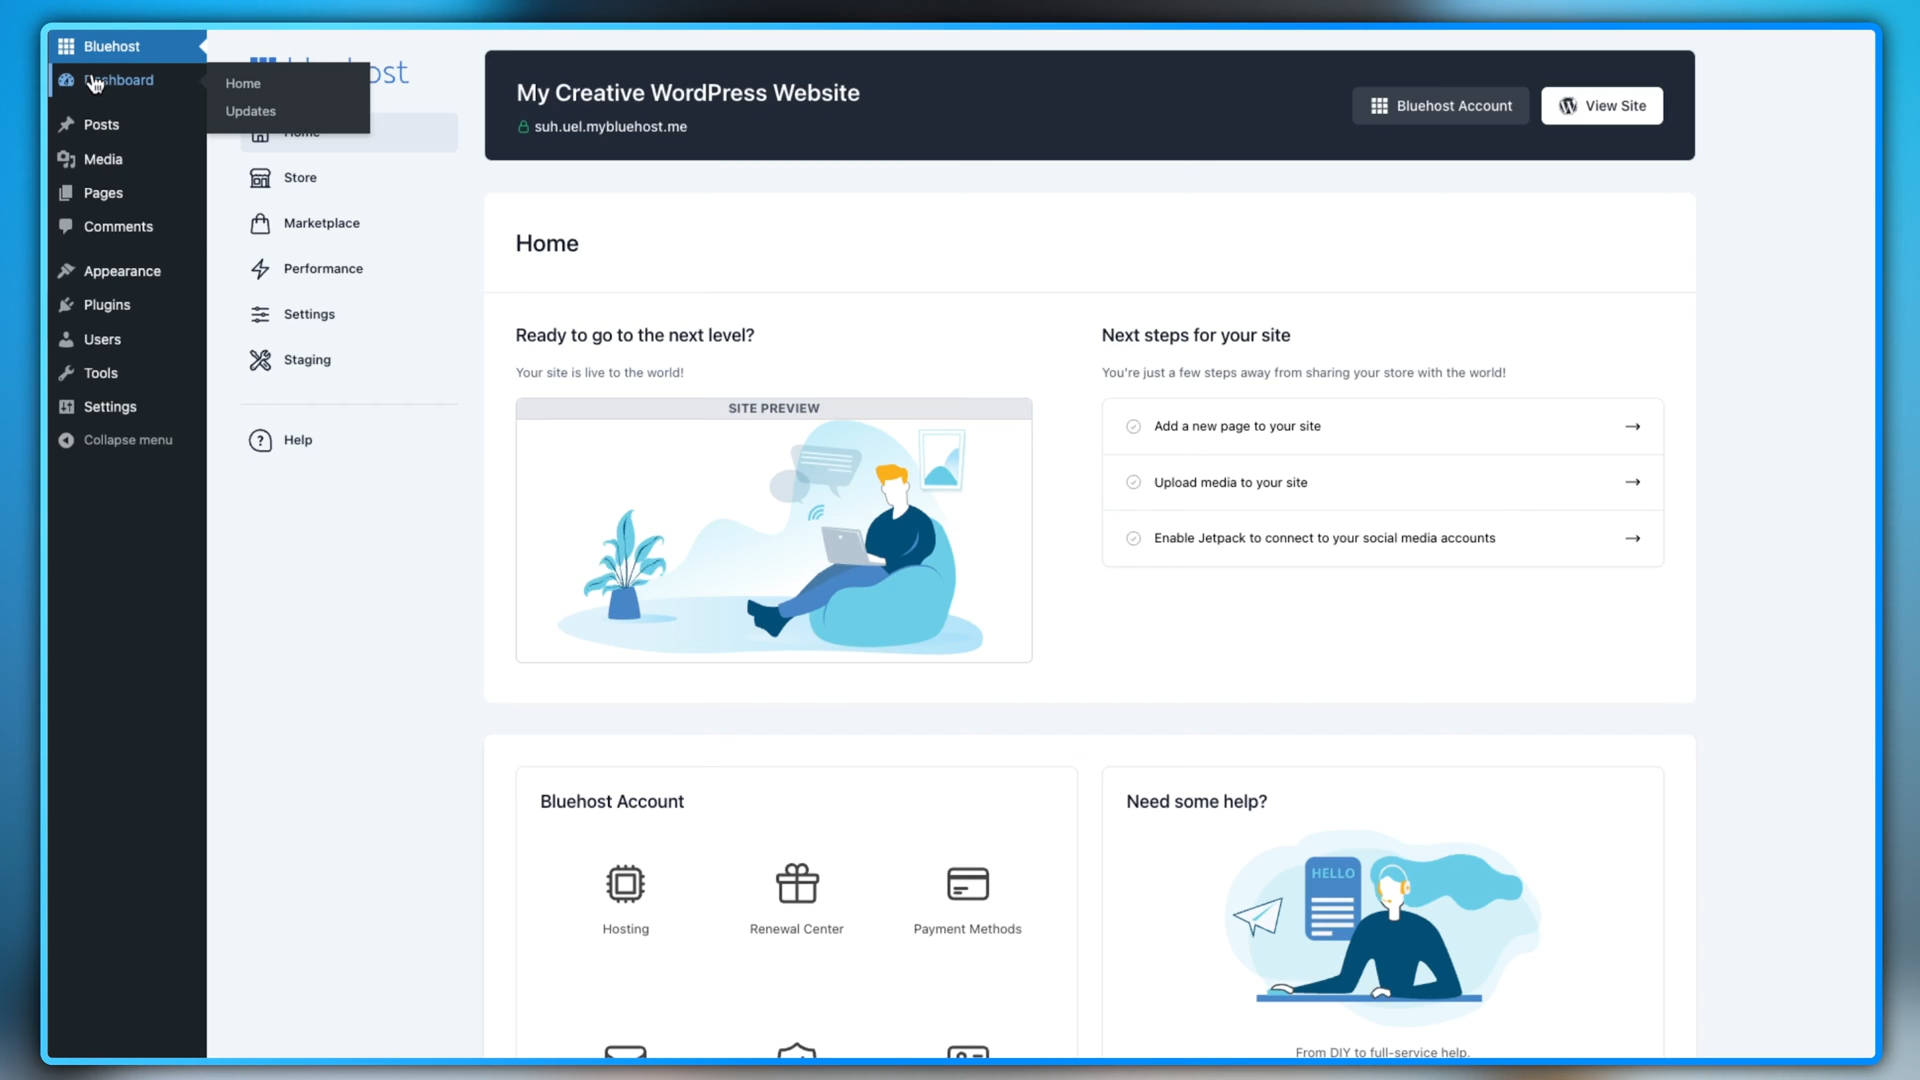 Bluehost
Dashboard
Posts
Media
Pages
Comments
Appearance
Plugins
Users
Tools
Settings
Collapse menu
Home
Updates
Home
Store
Marketplace
Performance
Settings
Staging
Help
My Creative WordPress Website
suh.uel.mybluehost.me
Bluehost Account
View Site
Home
Ready to go to the next level?
Your site is live to the world!
SITE PREVIEW
Next steps for your site
You're just a few steps away from sharing your store with the world!
Add a new page to your site
Upload media to your site
Enable Jetpack to connect to your social media accounts
Bluehost Account
Hosting
Renewal Center
Payment Methods
Need some help?
HELLO
From DIY to full-service help.